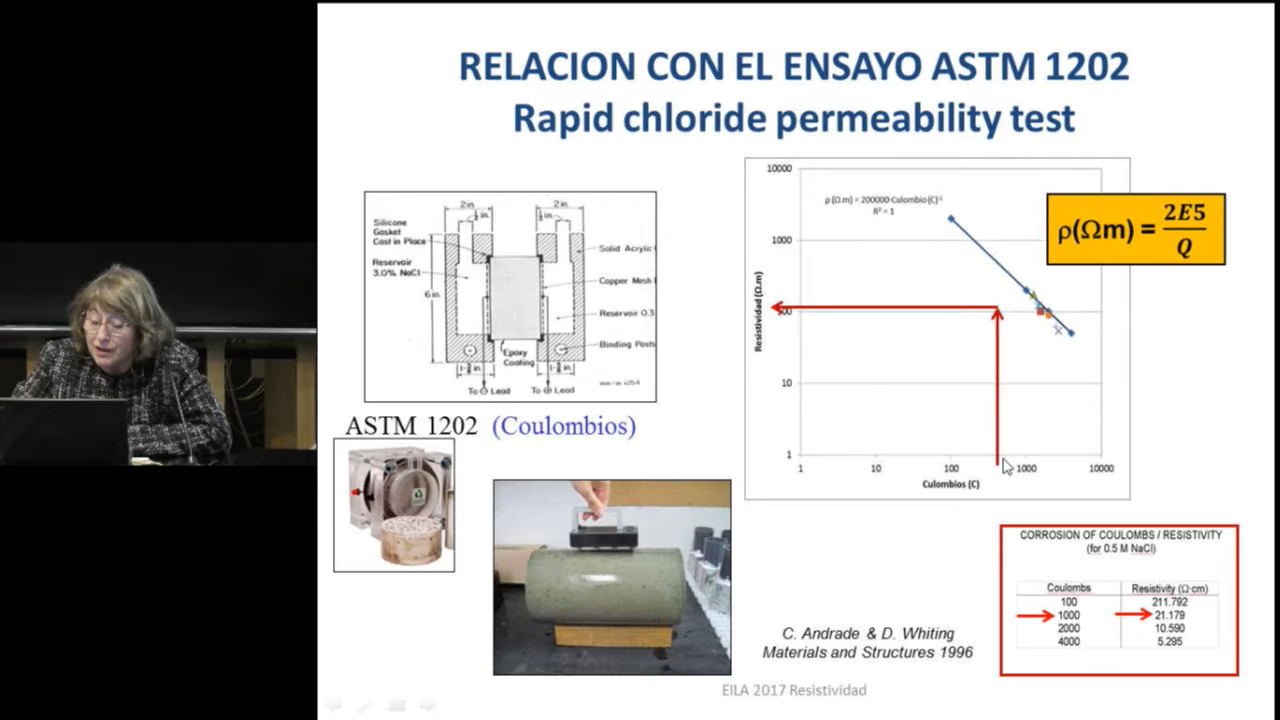 RELACION CON EL ENSAYO ASTM 1202
Rapid chloride permeability test
2 in.
2 in.
Silicone
Gasket
Cast in Place
Reservoir
3.0% NaCl
6 in.
Solid Acrylic
Copper Mesh
Reservoir 0.3
Binding Posts
Epoxy
Coating
To ⊖ Lead
To ⊕ Lead
ASTM 1202 (Coulombios)
10000
1000
10
1
ρ (Ω.m) = 200000·Culombio(C)⁻¹
R² = 1
Resistividad (Ω.m)
1
10
100
1000
10000
Culombios (C)
ρ(Ωm) = 2E5/Q
CORROSION OF COULOMBS / RESISTIVITY
(for 0.5 M NaCl)
Coulombs Resistivity (Ω·cm)
100 211.792
1000 21.179
2000 10.590
4000 5.295
C. Andrade & D. Whiting
Materials and Structures 1996
EILA 2017 Resistividad